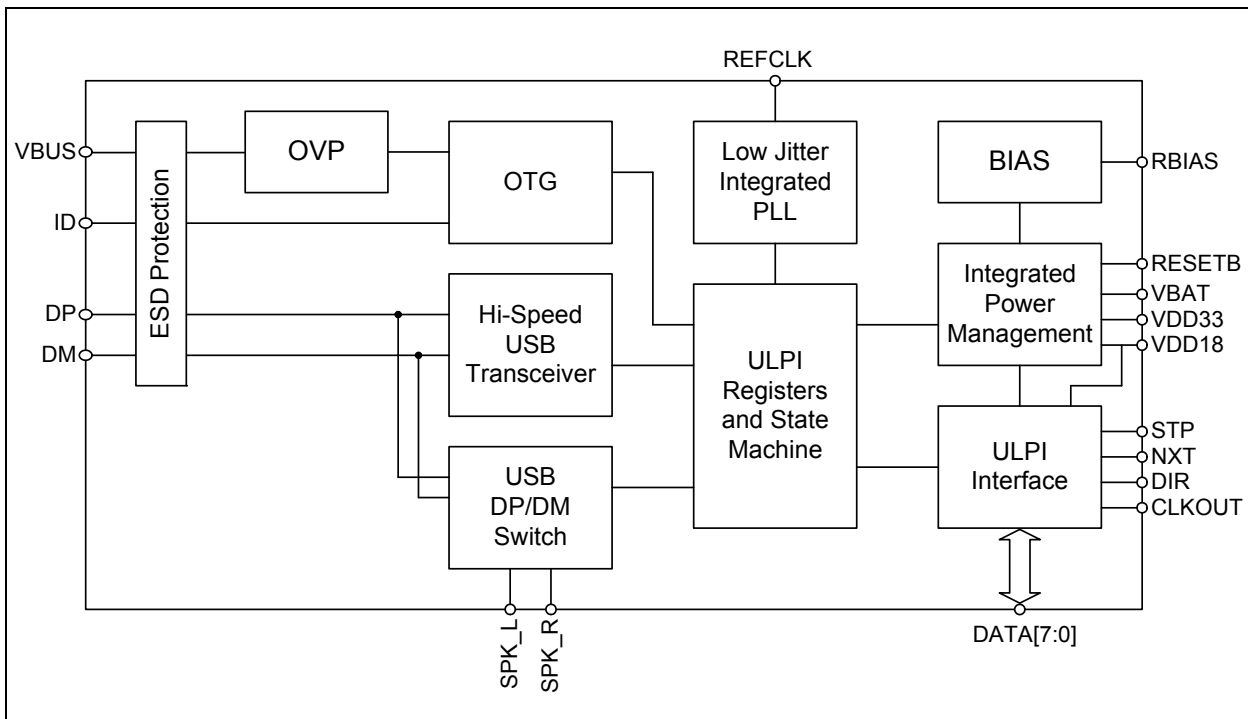 REFCLK
VBUS
ID
DP
DM
ESD Protection
OVP
OTG
Low Jitter
Integrated
PLL
BIAS
RBIAS
Hi-Speed
USB
Transceiver
ULPI
Registers
and State
Machine
Integrated
Power
Management
RESETB
VBAT
VDD33
VDD18
USB
DP/DM
Switch
ULPI
Interface
STP
NXT
DIR
CLKOUT
SPK_L
SPK_R
DATA[7:0]